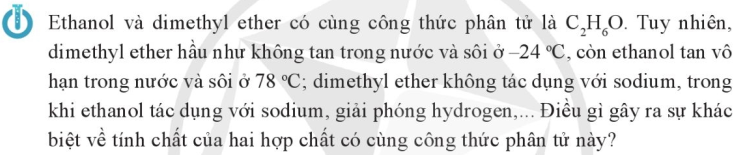 Ethanol và dimethyl ether có cùng công thức phân tử là C₂H₆O. Tuy nhiên,
dimethyl ether hầu như không tan trong nước và sôi ở –24 ºC, còn ethanol tan vô
hạn trong nước và sôi ở 78 ºC; dimethyl ether không tác dụng với sodium, trong
khi ethanol tác dụng với sodium, giải phóng hydrogen,... Điều gì gây ra sự khác
biệt về tính chất của hai hợp chất có cùng công thức phân tử này?